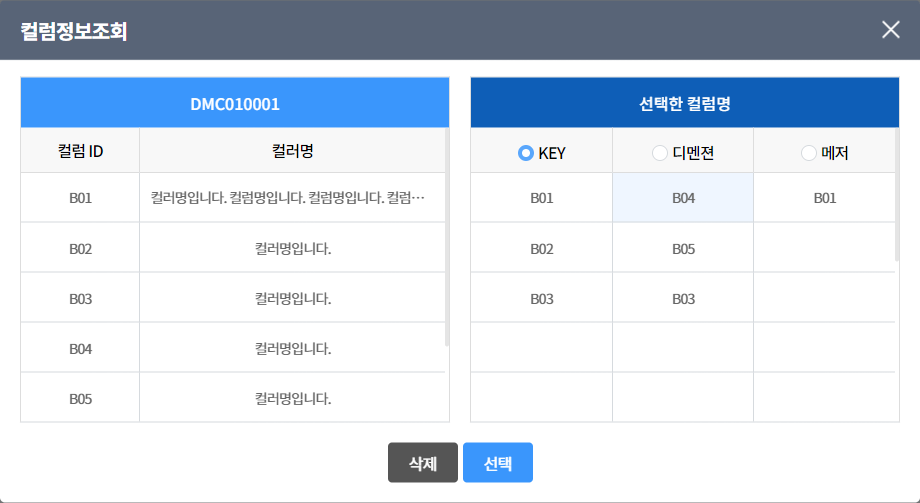 컬럼정보조회
DMC010001
컬럼 ID 컬러명
B01 컬러명입니다. 컬럼명입니다. 컬럼명입니다. 컬럼…
B02 컬러명입니다.
B03 컬러명입니다.
B04 컬러명입니다.
B05 컬러명입니다.
선택한 컬럼명
KEY 디멘젼 메저
B01 B04 B01
B02 B05
B03 B03
삭제 선택